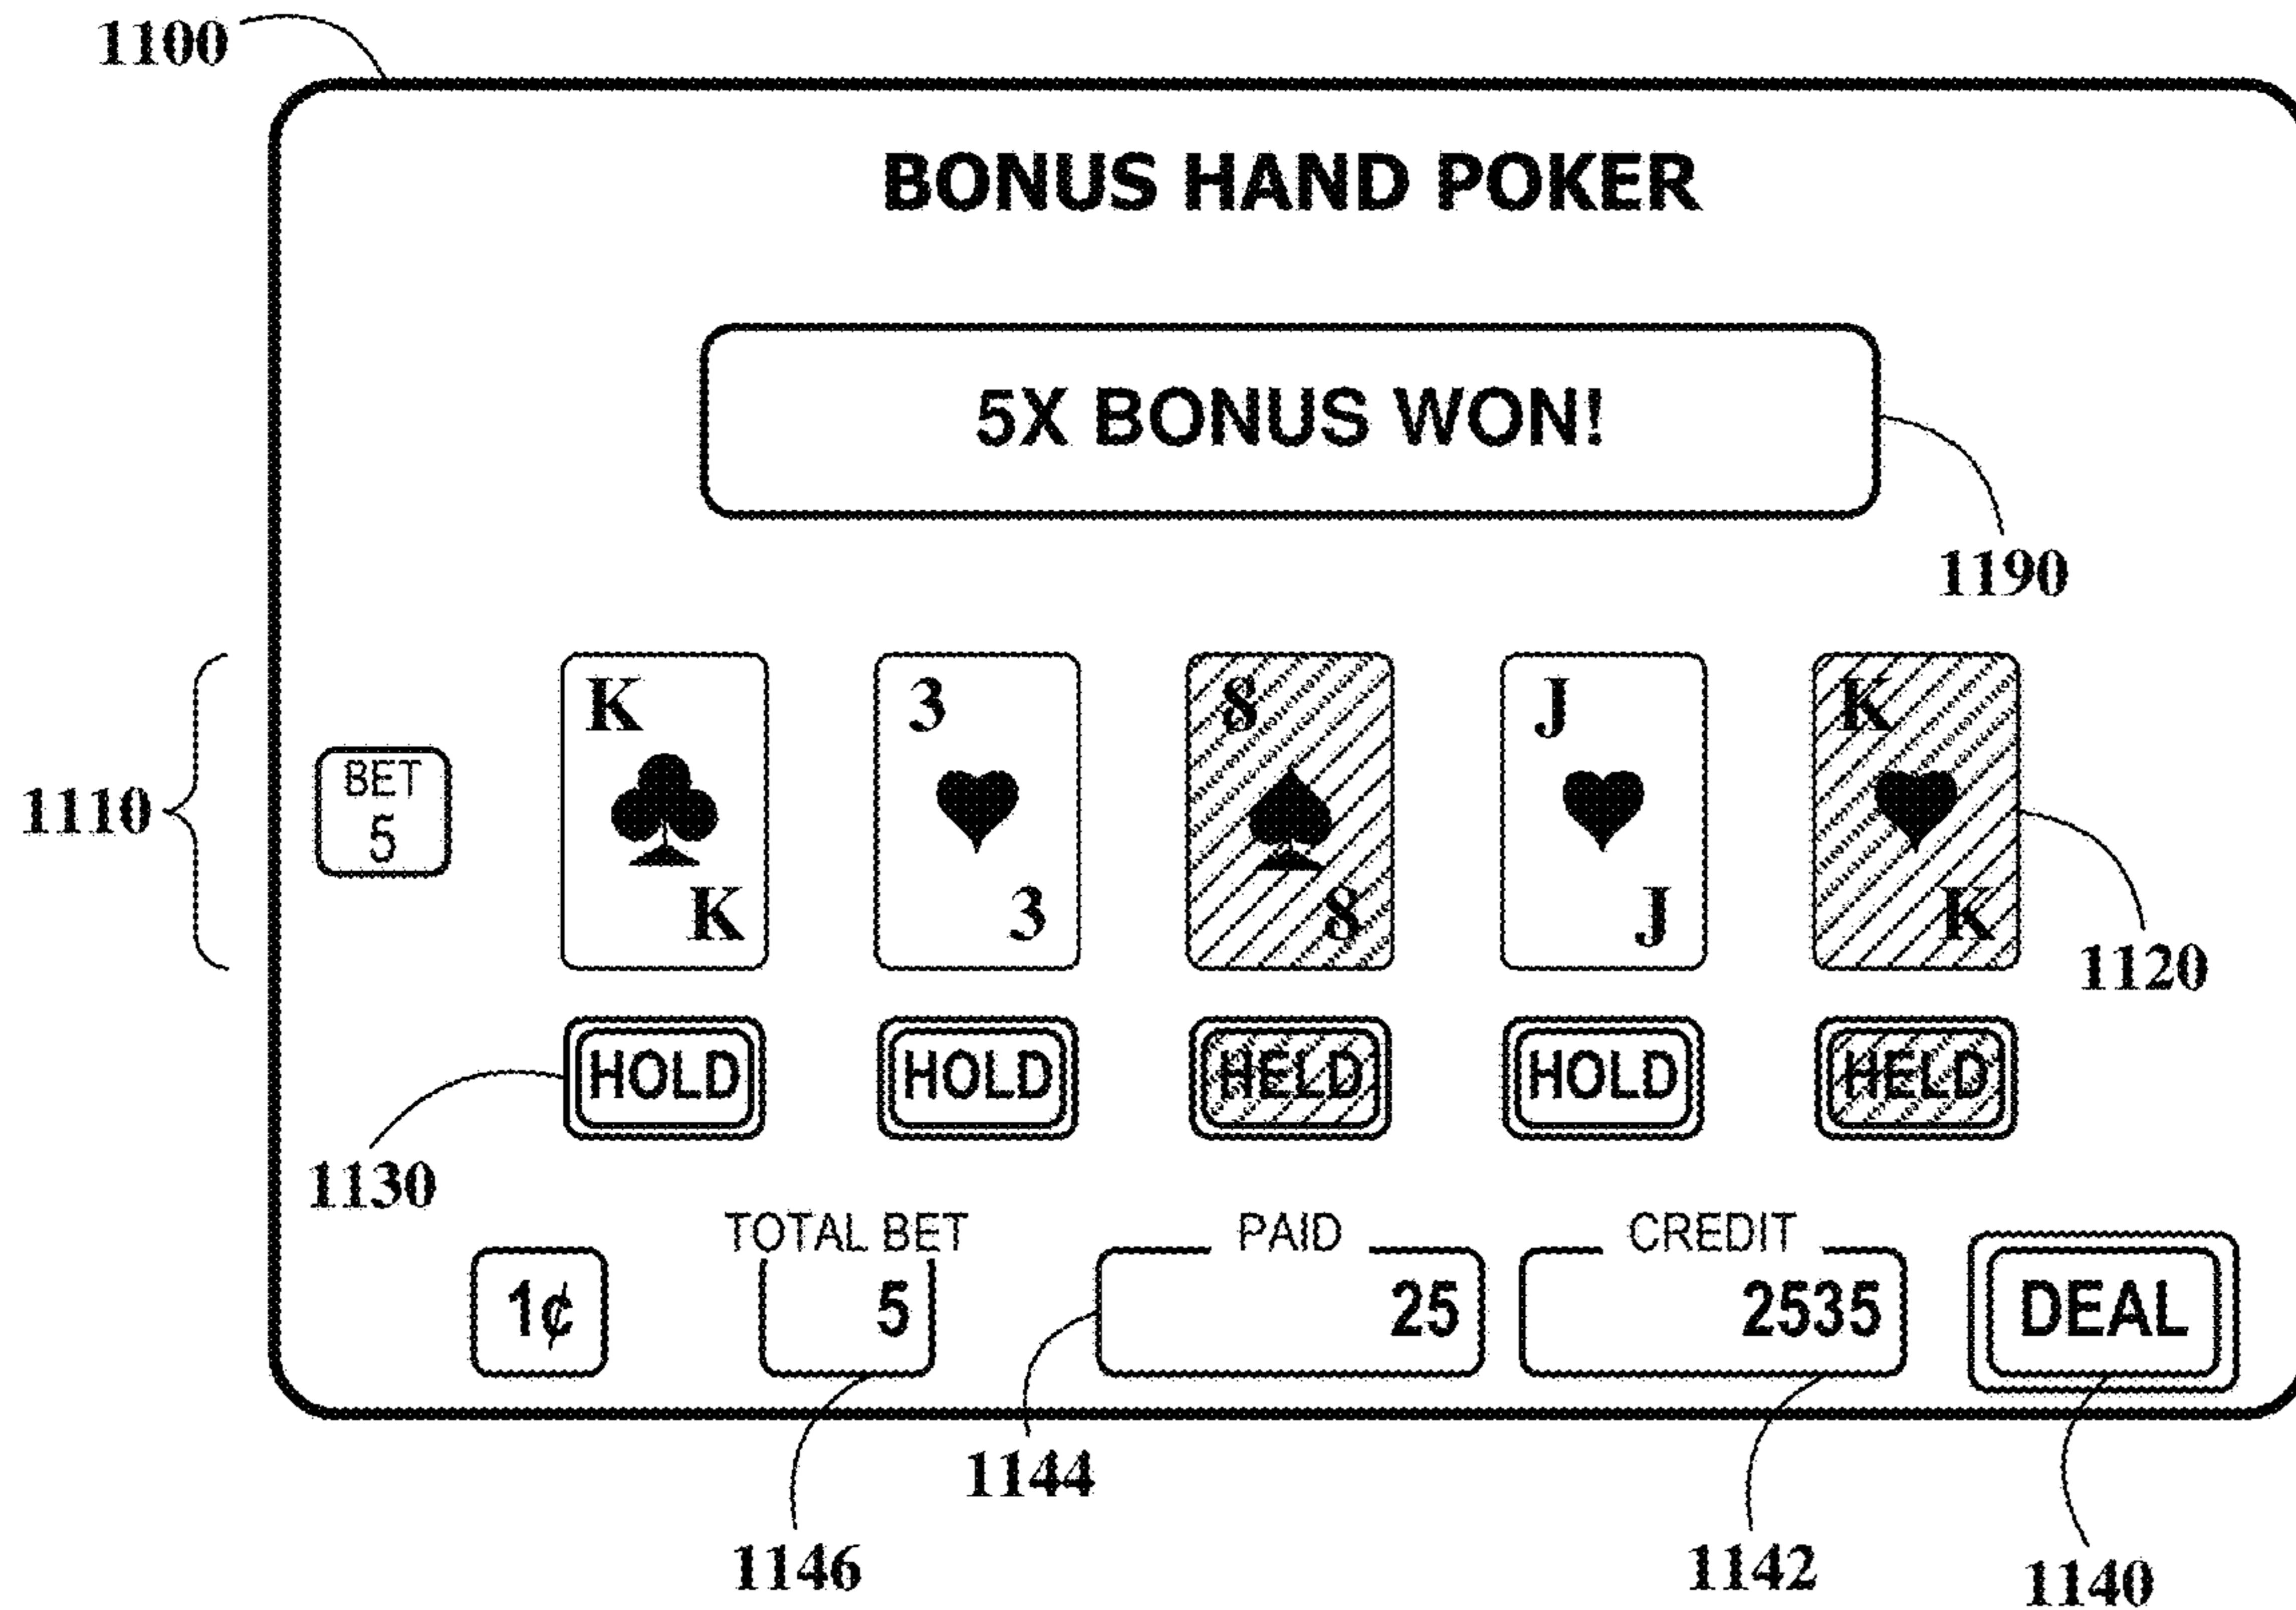 1100
BONUS HAND POKER
5X BONUS WON!
1190
K 3 8 J K
1110
BET
5
K 3 8 J K
1120
HOLD HOLD HELD HOLD HELD
1130
TOTAL BET PAID CREDIT
1¢ 5 25 2535 DEAL
1144
1146 1142 1140